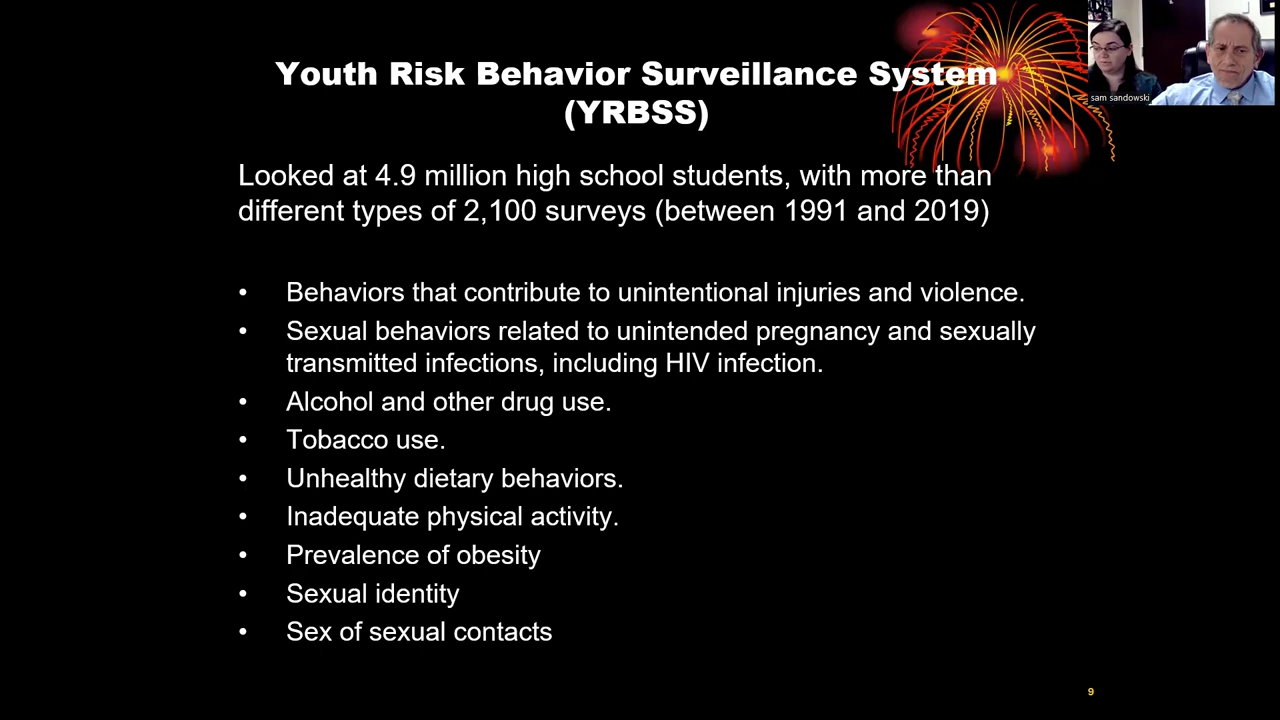 Youth Risk Behavior Surveillance System
(YRBSS)
sam sandowski
Looked at 4.9 million high school students, with more than
different types of 2,100 surveys (between 1991 and 2019)
• Behaviors that contribute to unintentional injuries and violence.
• Sexual behaviors related to unintended pregnancy and sexually
transmitted infections, including HIV infection.
• Alcohol and other drug use.
• Tobacco use.
• Unhealthy dietary behaviors.
• Inadequate physical activity.
• Prevalence of obesity
• Sexual identity
• Sex of sexual contacts
9